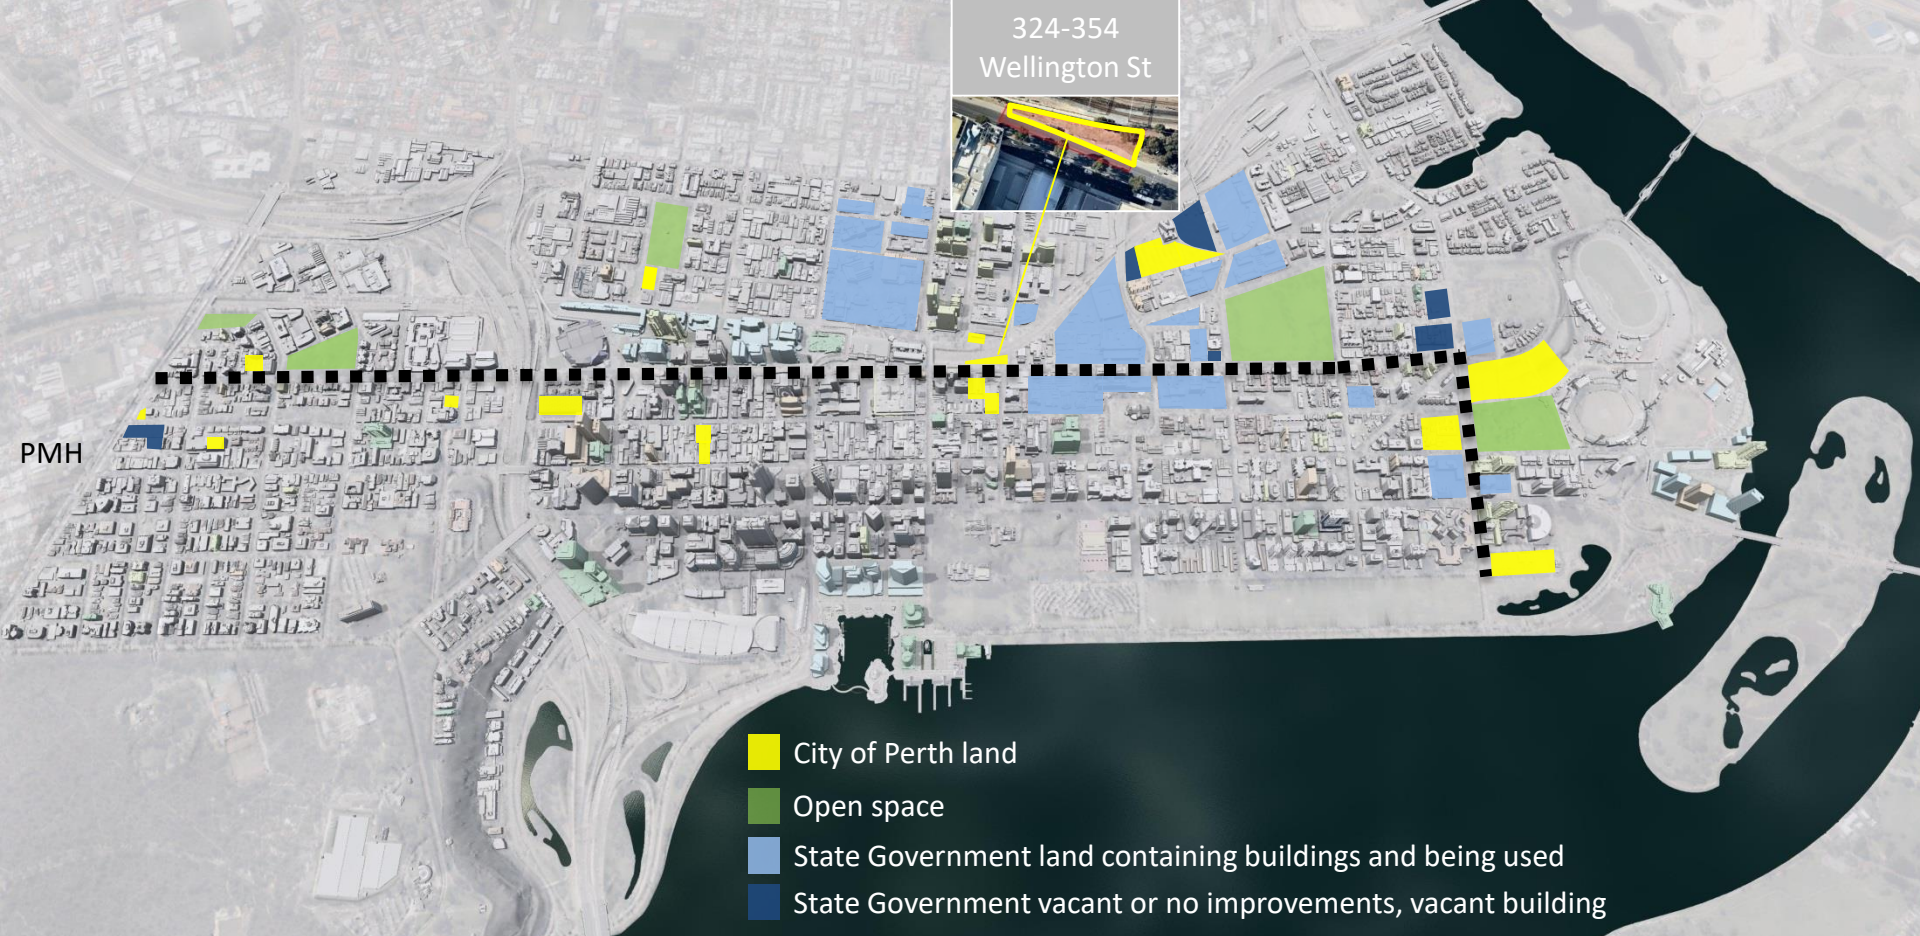 324-354
Wellington St
PMH
City of Perth land
Open space
State Government land containing buildings and being used
State Government vacant or no improvements, vacant building